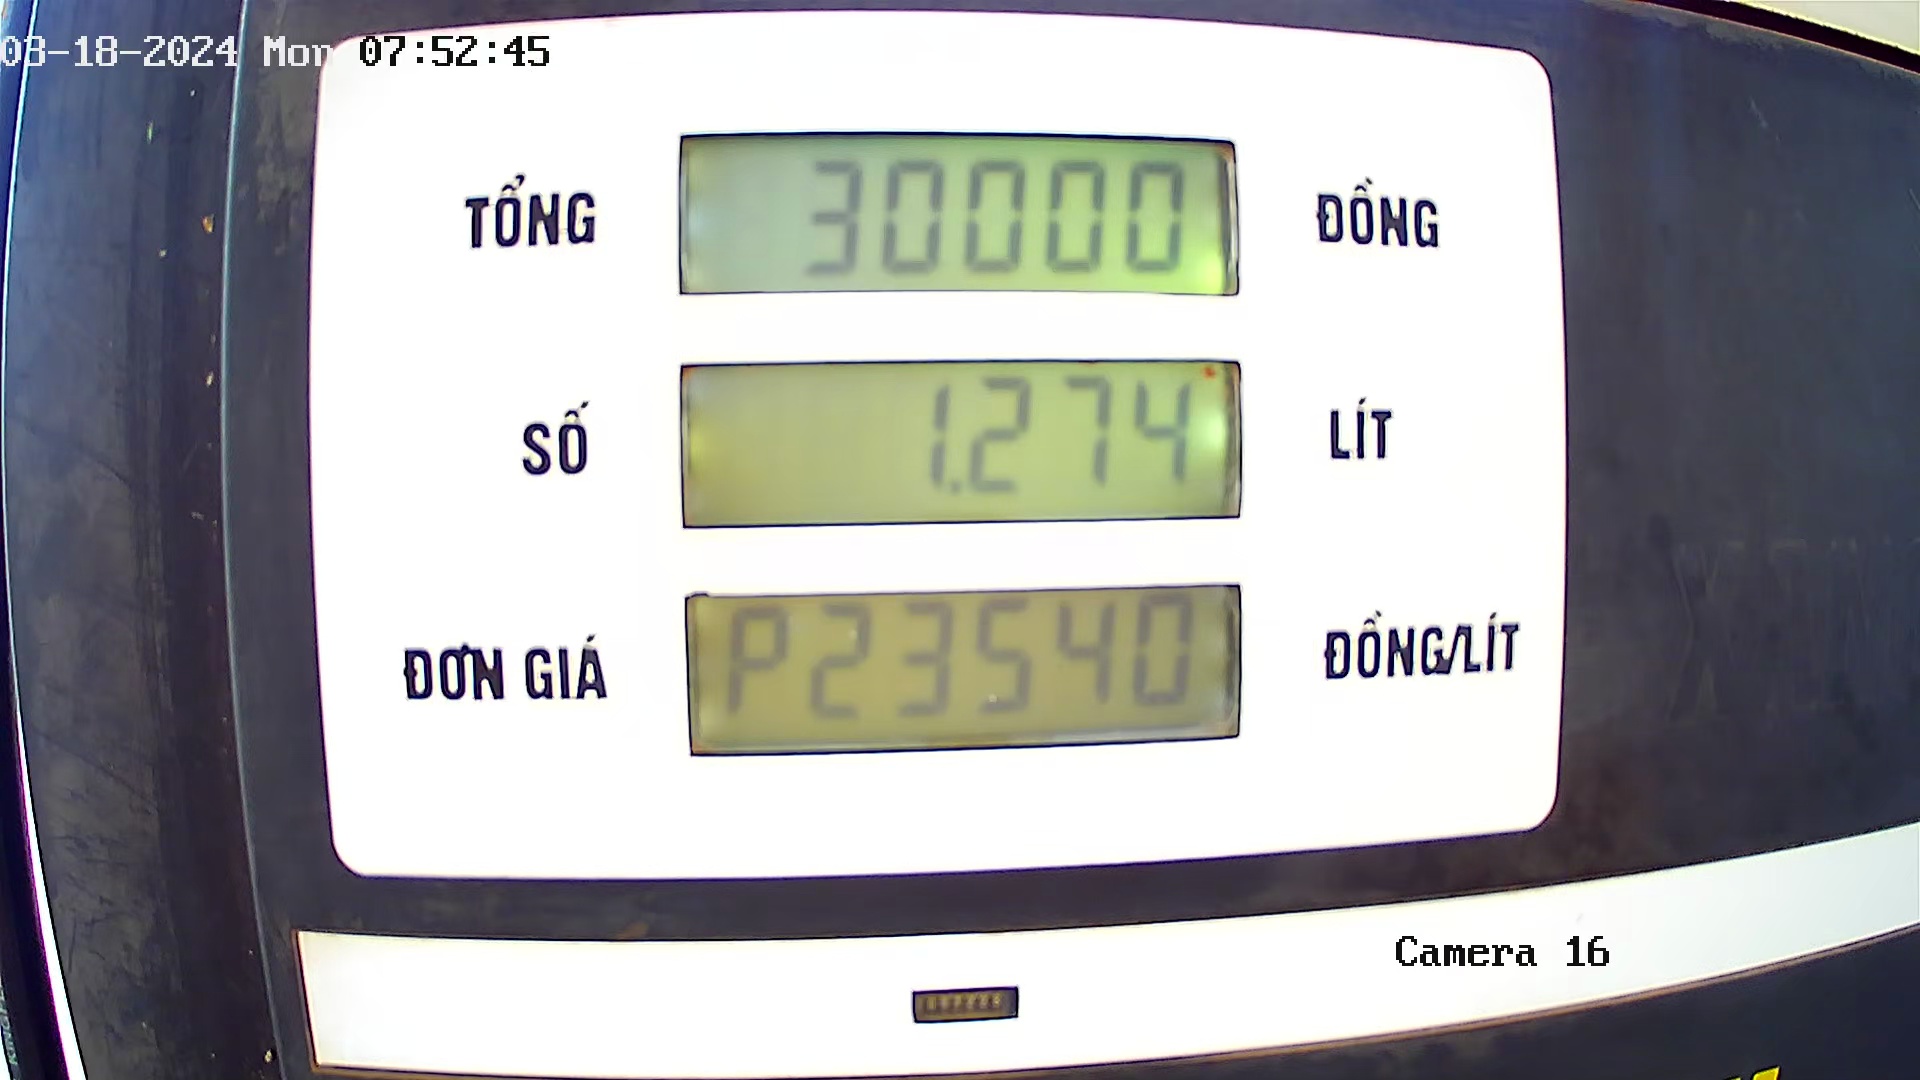 03-18-2024 Mon 07:52:45
TỔNG 30000 ĐỒNG
SỐ 1.274 LÍT
ĐƠN GIÁ P23540 ĐỒNG/LÍT
Camera 16